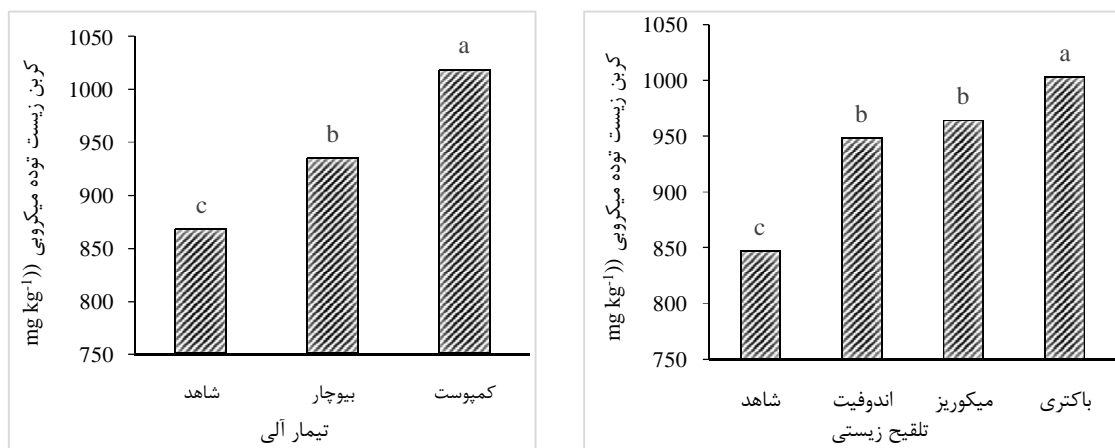 کربن زیست توده میکروبی ((mg kg-1
1050
1000
950
900
850
800
750
c
b
a
شاهد
بیوچار
کمپوست
تیمار آلی
کربن زیست توده میکروبی ((mg kg-1
1050
1000
950
900
850
800
750
c
b
b
a
شاهد
اندوفیت
میکوریز
باکتری
تلقیح زیستی